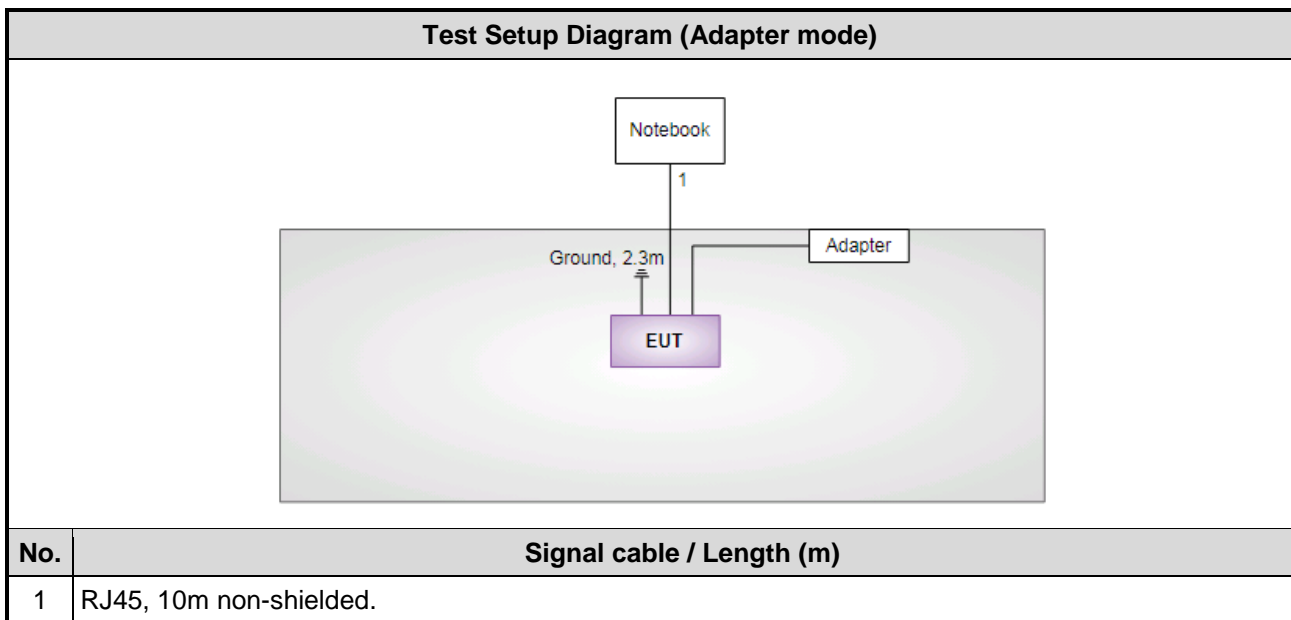 Test Setup Diagram (Adapter mode)
Notebook
1
Ground, 2.3m
Adapter
EUT
No. Signal cable / Length (m)
1 RJ45, 10m non-shielded.